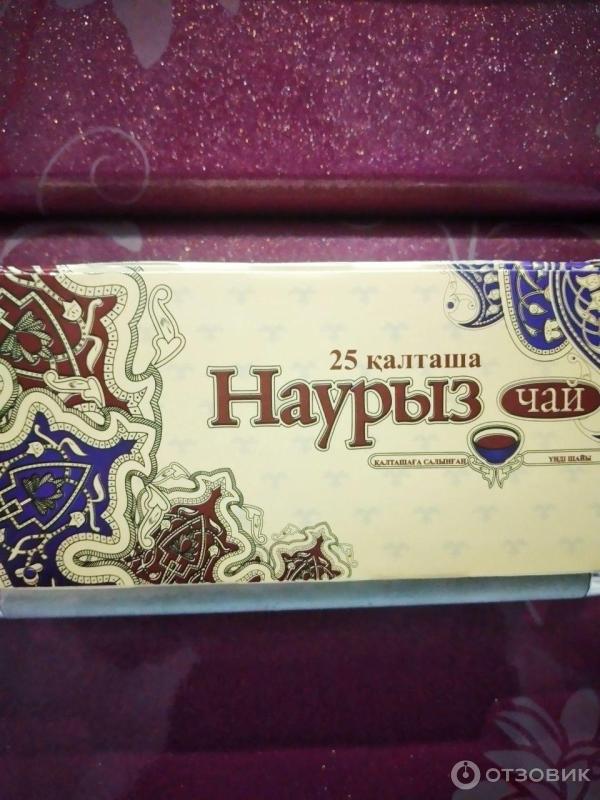 25 қалташа
Наурыз чай
ҚАЛТАШАҒА САЛЫНҒАН ҮНДІ ШАЙЫ
ОТЗОВИК